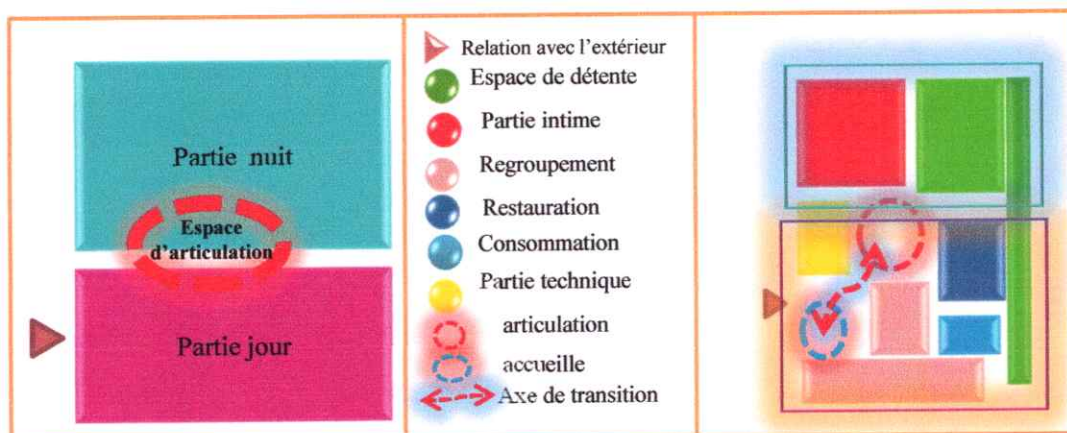 Partie nuit
Espace
d'articulation
Partie jour
Relation avec l'extérieur
Espace de détente
Partie intime
Regroupement
Restauration
Consommation
Partie technique
articulation
accueille
Axe de transition